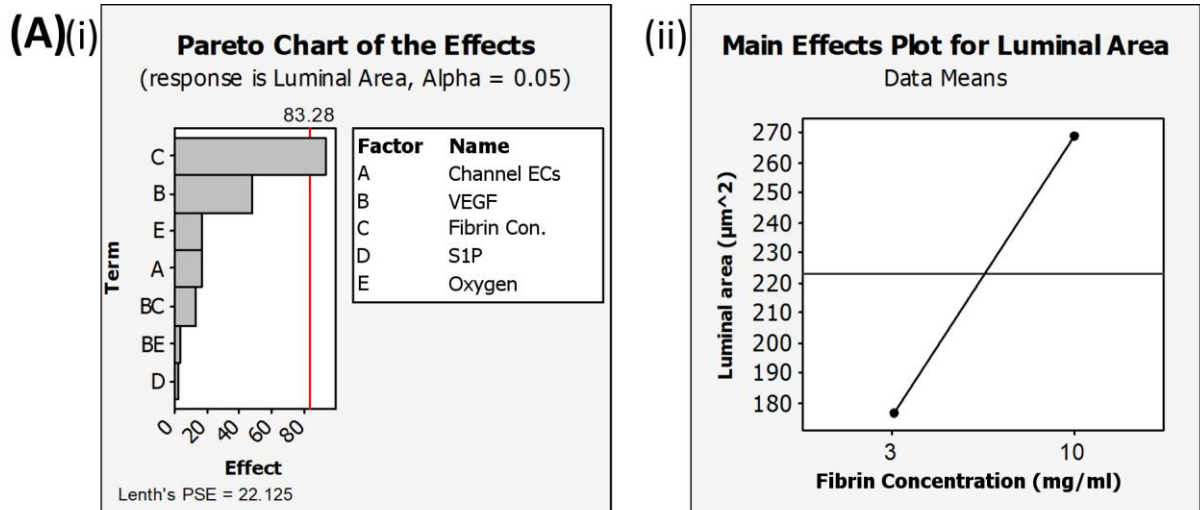 (A)(i)
Pareto Chart of the Effects
(response is Luminal Area, Alpha = 0.05)
83.28
Term
C
B
E
A
BC
BE
D
0 20 40 60 80
Effect
Lenth's PSE = 22.125
Factor Name
A Channel ECs
B VEGF
C Fibrin Con.
D S1P
E Oxygen
(ii)
Main Effects Plot for Luminal Area
Data Means
Luminal area (µm^2)
270
260
250
240
230
220
210
200
190
180
3 10
Fibrin Concentration (mg/ml)